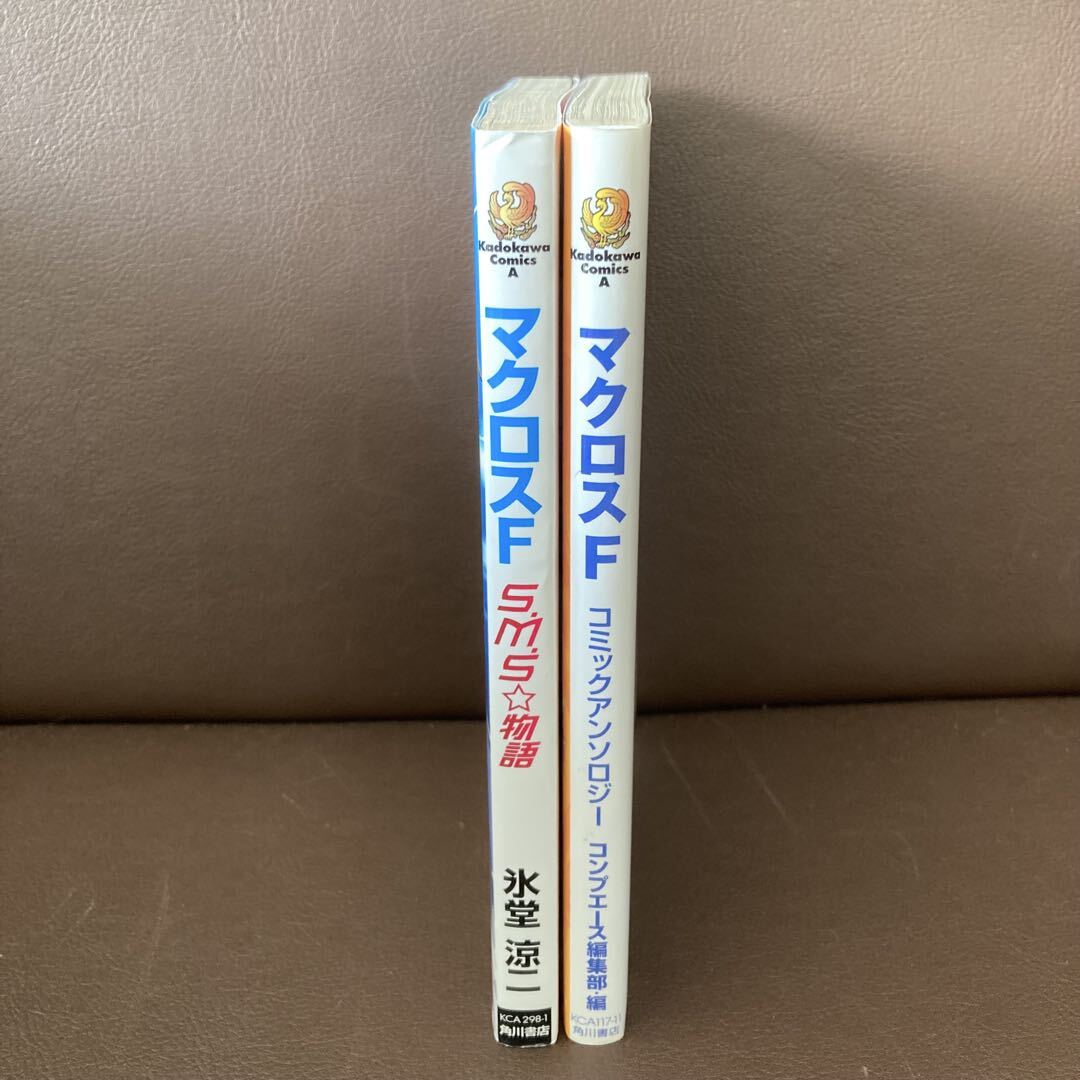 Kadokawa
Comics
A
マクロスF
S.M.S☆物語
氷堂 涼二
KCA298-1
角川書店
Kadokawa
Comics
A
マクロスF
コミックアンソロジー
コンプエース編集部・編
KCA117-11
角川書店